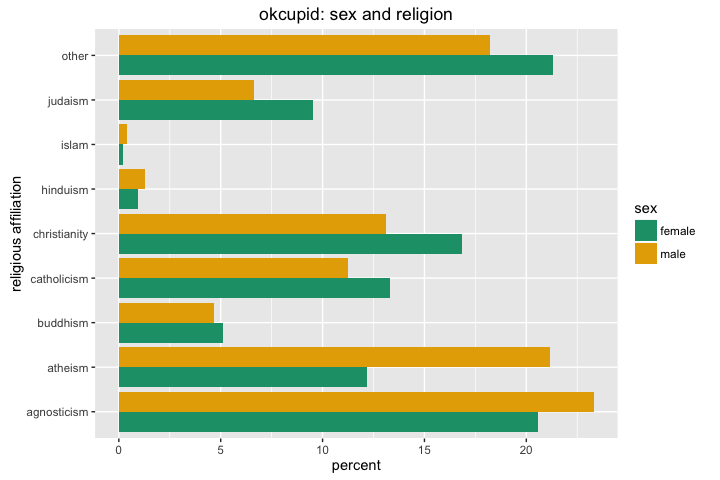 okcupid: sex and religion
religious affiliation
other
judaism
islam
hinduism
christianity
catholicism
buddhism
atheism
agnosticism
0 5 10 15 20
percent
sex
female
male